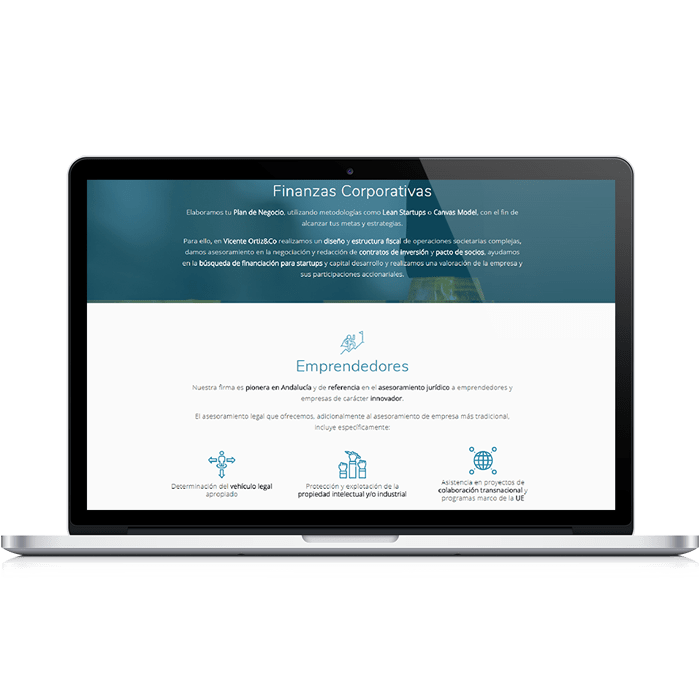 Finanzas Corporativas
Elaboramos tu Plan de Negocio, utilizando metodologías como Lean Startups o Canvas Model, con el fin de
alcanzar tus metas y estrategias.
Para ello, en Vicente Ortiz&Co realizamos un diseño y estructura fiscal de operaciones societarias complejas,
damos asesoramiento en la negociación y redacción de contratos de inversión y pacto de socios, ayudamos
en la búsqueda de financiación para startups y capital desarrollo y realizamos una valoración de la empresa y
sus participaciones accionariales.
Emprendedores
Nuestra firma es pionera en Andalucía y de referencia en el asesoramiento jurídico a emprendedores y
empresas de carácter innovador.
El asesoramiento legal que ofrecemos, adicionalmente al asesoramiento de empresa más tradicional,
incluye específicamente:
Determinación del vehículo legal
apropiado
Protección y explotación de la
propiedad intelectual y/o industrial
Asistencia en proyectos de
colaboración transnacional y
programas marco de la UE